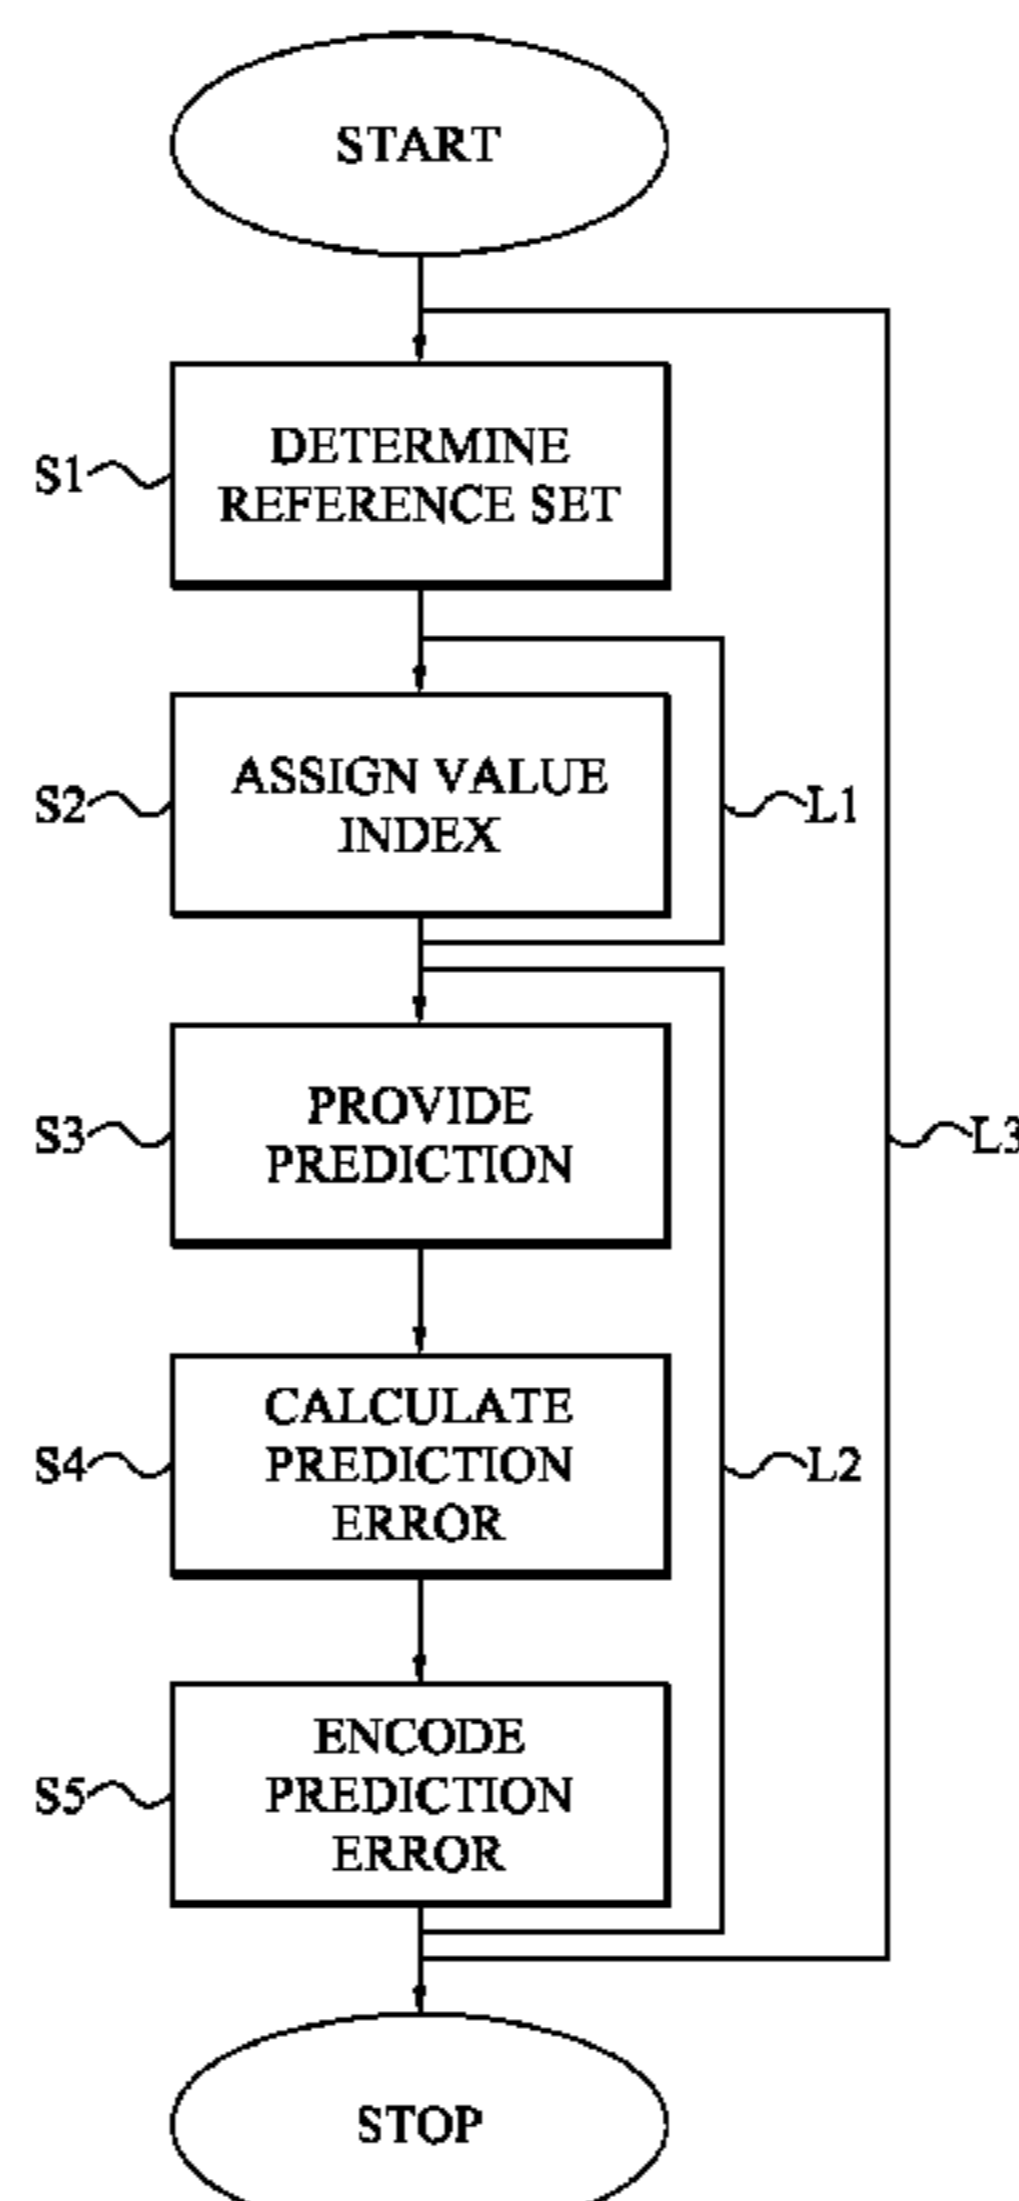 START
S1
DETERMINE
REFERENCE SET
S2
ASSIGN VALUE
INDEX
L1
S3
PROVIDE
PREDICTION
L3
S4
CALCULATE
PREDICTION
ERROR
L2
S5
ENCODE
PREDICTION
ERROR
STOP